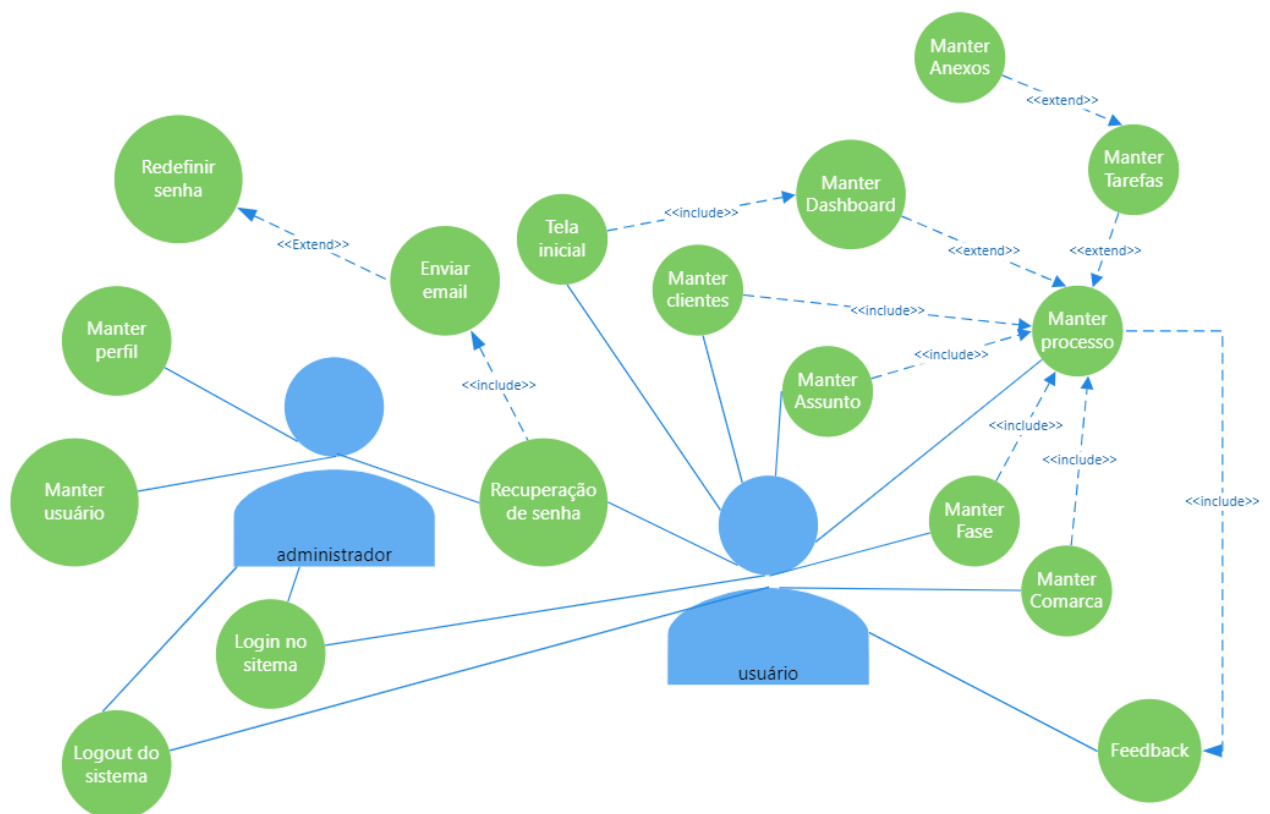 Manter
Anexos
<<extend>>
Manter
Tarefas
Redefinir
senha
Manter
Dashboard
<<include>>
Tela
inicial
<<Extend>>
<<extend>>
<<extend>>
Enviar
email
Manter
clientes
<<include>>
Manter
processo
Manter
perfil
<<include>>
<<include>>
Manter
Assunto
<<include>>
<<include>>
Manter
usuário
Recuperação
de senha
<<include>>
Manter
Fase
administrador
Manter
Comarca
Login no
sitema
usuário
Logout do
sistema
Feedback